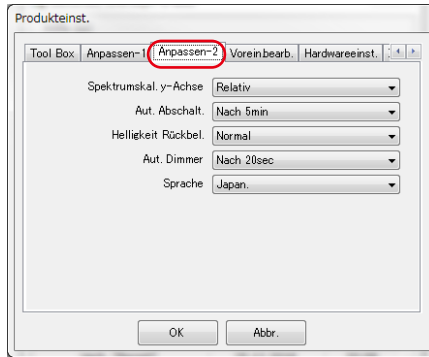 Produkteinst.
Tool Box Anpassen-1 Anpassen-2 Vorein.bearb. Hardwareeinst.
Spektrumskal. y-Achse Relativ
Aut. Abschalt. Nach 5min
Helligkeit Rückbel. Normal
Aut. Dimmer Nach 20sec
Sprache Japan.
OK Abbr.